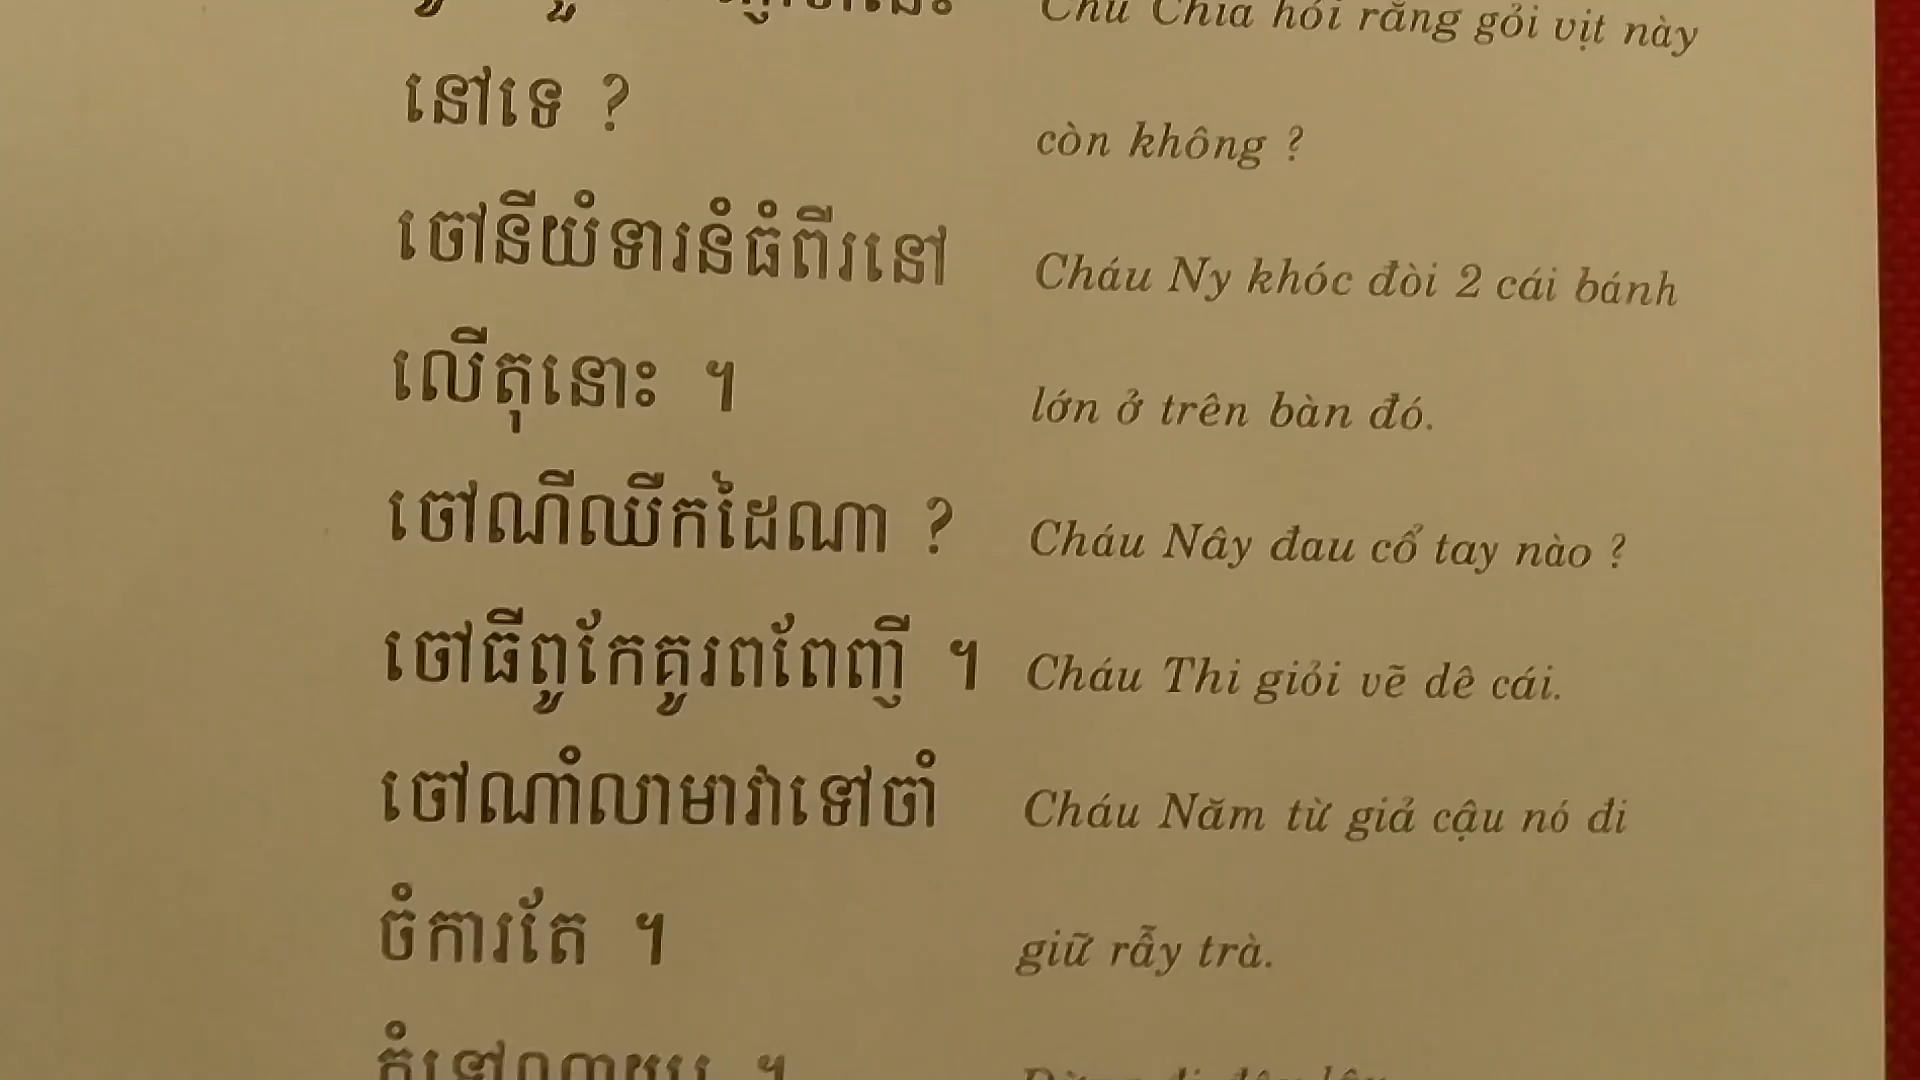 Chú Chia hỏi rằng gỏi vịt này
នៅទេ ?
còn không ?
ចៅនីយំទារនំធំពីរនៅ
Cháu Ny khóc đòi 2 cái bánh
លើតុនោះ ។
lớn ở trên bàn đó.
ចៅណីឈឺកដៃណា ?
Cháu Nây đau cổ tay nào ?
ចៅធីពូកែគូរពពែញី ។
Cháu Thi giỏi vẽ dê cái.
ចៅណាំលាមាវាទៅចាំ
Cháu Năm từ giả cậu nó đi
ចំការតែ ។
giữ rẫy trà.